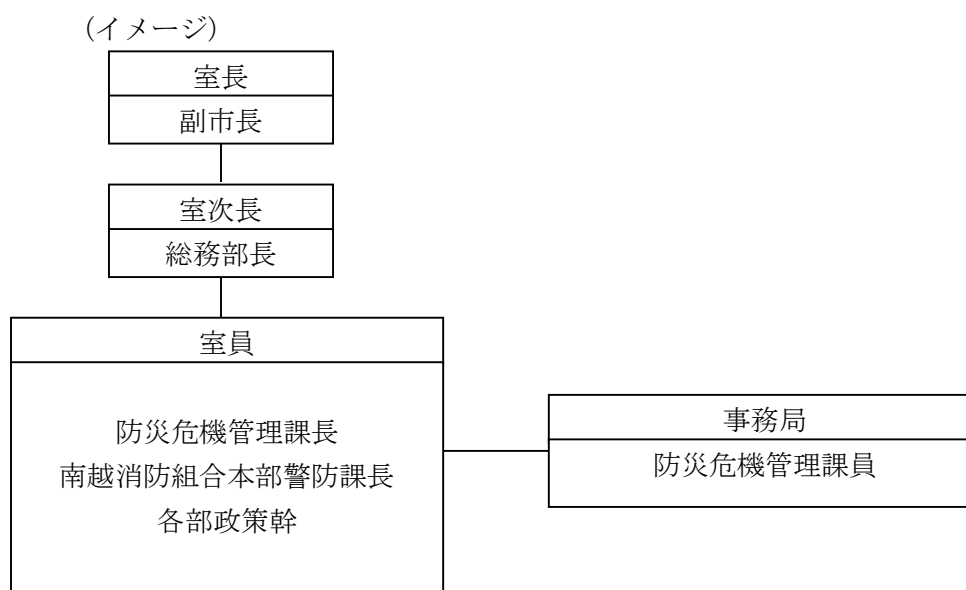 (イメージ)
室長
副市長
室次長
総務部長
室員
防災危機管理課長
南越消防組合本部警防課長
各部政策幹
事務局
防災危機管理課員